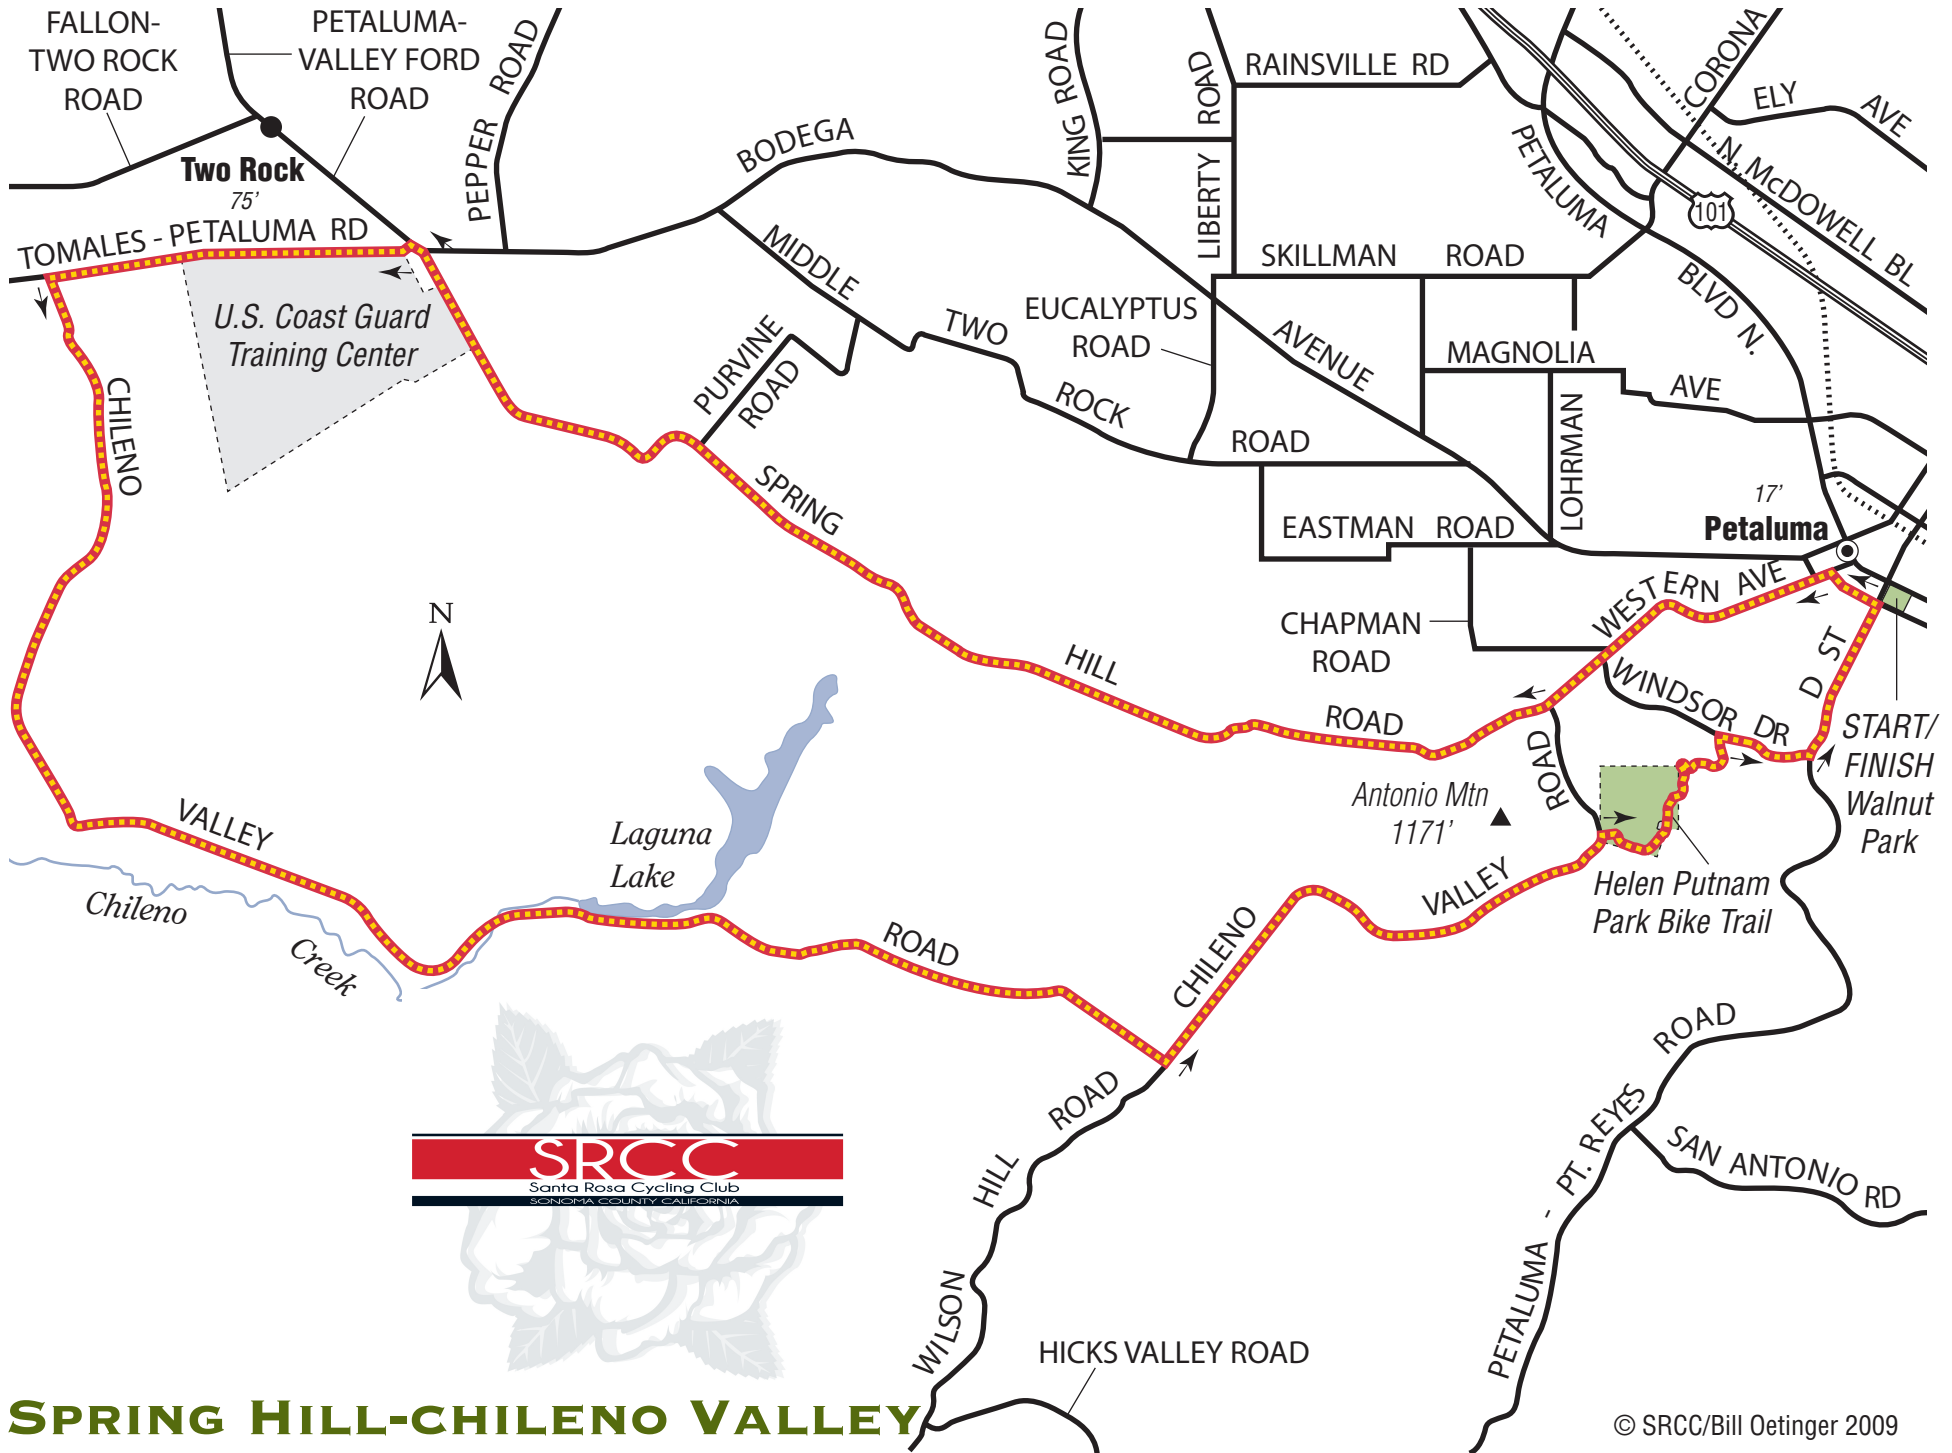 FALLON-
TWO ROCK
ROAD
PETALUMA-
VALLEY FORD
ROAD
PEPPER ROAD
Two Rock
75'
TOMALES - PETALUMA RD
U.S. Coast Guard
Training Center
BODEGA
AVENUE
KING ROAD
LIBERTY ROAD
RAINSVILLE RD
CORONA
ELY AVE
N. McDOWELL BL
101
PETALUMA BLVD N.
SKILLMAN ROAD
MIDDLE TWO ROCK ROAD
EUCALYPTUS
ROAD
PURVINE
ROAD
MAGNOLIA AVE
LOHRMAN
EASTMAN ROAD
17'
Petaluma
WESTERN AVE
CHAPMAN
ROAD
WINDSOR DR
D ST
START/
FINISH
Walnut
Park
CHILENO
VALLEY
ROAD
SPRING
HILL
ROAD
N
Laguna
Lake
Chileno
Creek
Antonio Mtn
1171'
ROAD
VALLEY
CHILENO
Helen Putnam
Park Bike Trail
WILSON HILL ROAD
HICKS VALLEY ROAD
PETALUMA - PT. REYES ROAD
SAN ANTONIO RD
SRCC
Santa Rosa Cycling Club
SONOMA COUNTY CALIFORNIA
SPRING HILL-CHILENO VALLEY
© SRCC/Bill Oetinger 2009